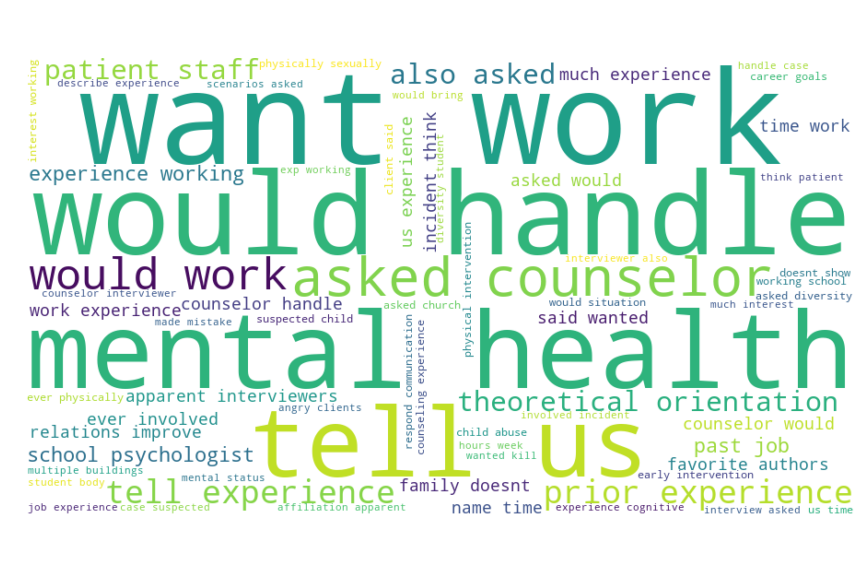 patient staff
physically sexually
also asked
much experience
handle case
career goals
describe experience
scenarios asked
would bring
interest working
want work
time work
us experience
incident think
client said
diversity student
experience working
exp working
asked would
think patient
would handle
would work
asked counselor
interviewer also
doesnt show
working school
counselor interviewer
physical intervention
asked diversity
work experience
counselor handle
asked church
would situation
much interest
made mistake
suspected child
said wanted
mental health
respond communication
counseling experience
ever physically
apparent interviewers
angry clients
theoretical orientation
ever involved
involved incident
counselor would
relations improve
tell us
child abuse
past job
school psychologist
hours week
wanted kill
favorite authors
multiple buildings
mental status
early intervention
student body
tell experience
family doesnt
prior experience
job experience
case suspected
affiliation apparent
name time
experience cognitive
interview asked
us time